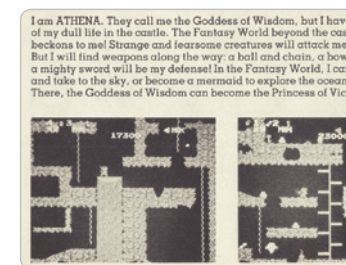 I am ATHENA. They call me the Goddess of Wisdom, but I hav
of my dull life in the castle. The Fantasy World beyond the cas
beckons to me! Strange and fearsome creatures will attack me
But I will find weapons along the way: a ball and chain, a bow
a mighty sword will be my defense! In the Fantasy World, I ca
and take to the sky, or become a mermaid to explore the ocean
There, the Goddess of Wisdom can become the Princess of Vic
17300
23000